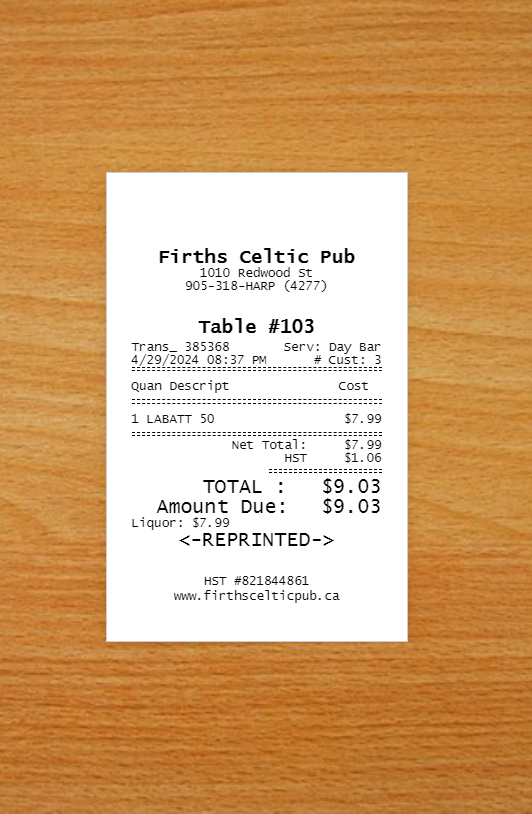 Firths Celtic Pub
1010 Redwood St
905-318-HARP (4277)
Table #103
Trans_ 385368 Serv: Day Bar
4/29/2024 08:37 PM # Cust: 3
Quan Descript Cost
1 LABATT 50 $7.99
Net Total: $7.99
HST $1.06
TOTAL : $9.03
Amount Due: $9.03
Liquor: $7.99
<-REPRINTED->
HST #821844861
www.firthscelticpub.ca